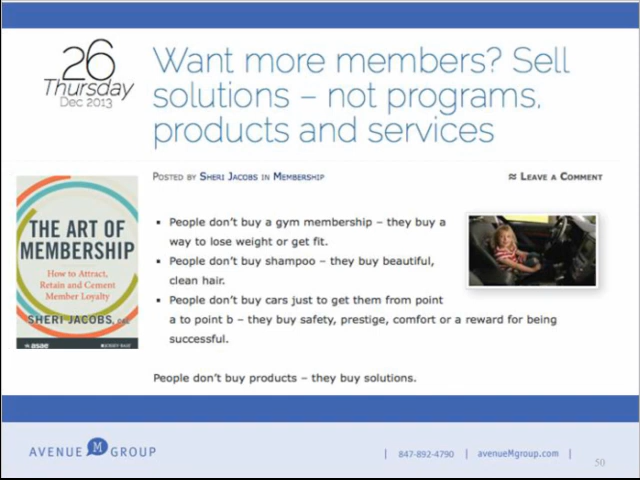 26
Thursday
Dec 2013
Want more members? Sell
solutions – not programs,
products and services
Posted by Sheri Jacobs in Membership
≈ Leave a Comment
THE ART OF
MEMBERSHIP
How to Attract,
Retain and Cement
Member Loyalty
SHERI JACOBS,
asae
▪ People don't buy a gym membership – they buy a
way to lose weight or get fit.
▪ People don't buy shampoo – they buy beautiful,
clean hair.
▪ People don't buy cars just to get them from point
a to point b – they buy safety, prestige, comfort or a reward for being
successful.
People don't buy products – they buy solutions.
AVENUE M GROUP
| 847-892-4790 | avenueMgroup.com |
50